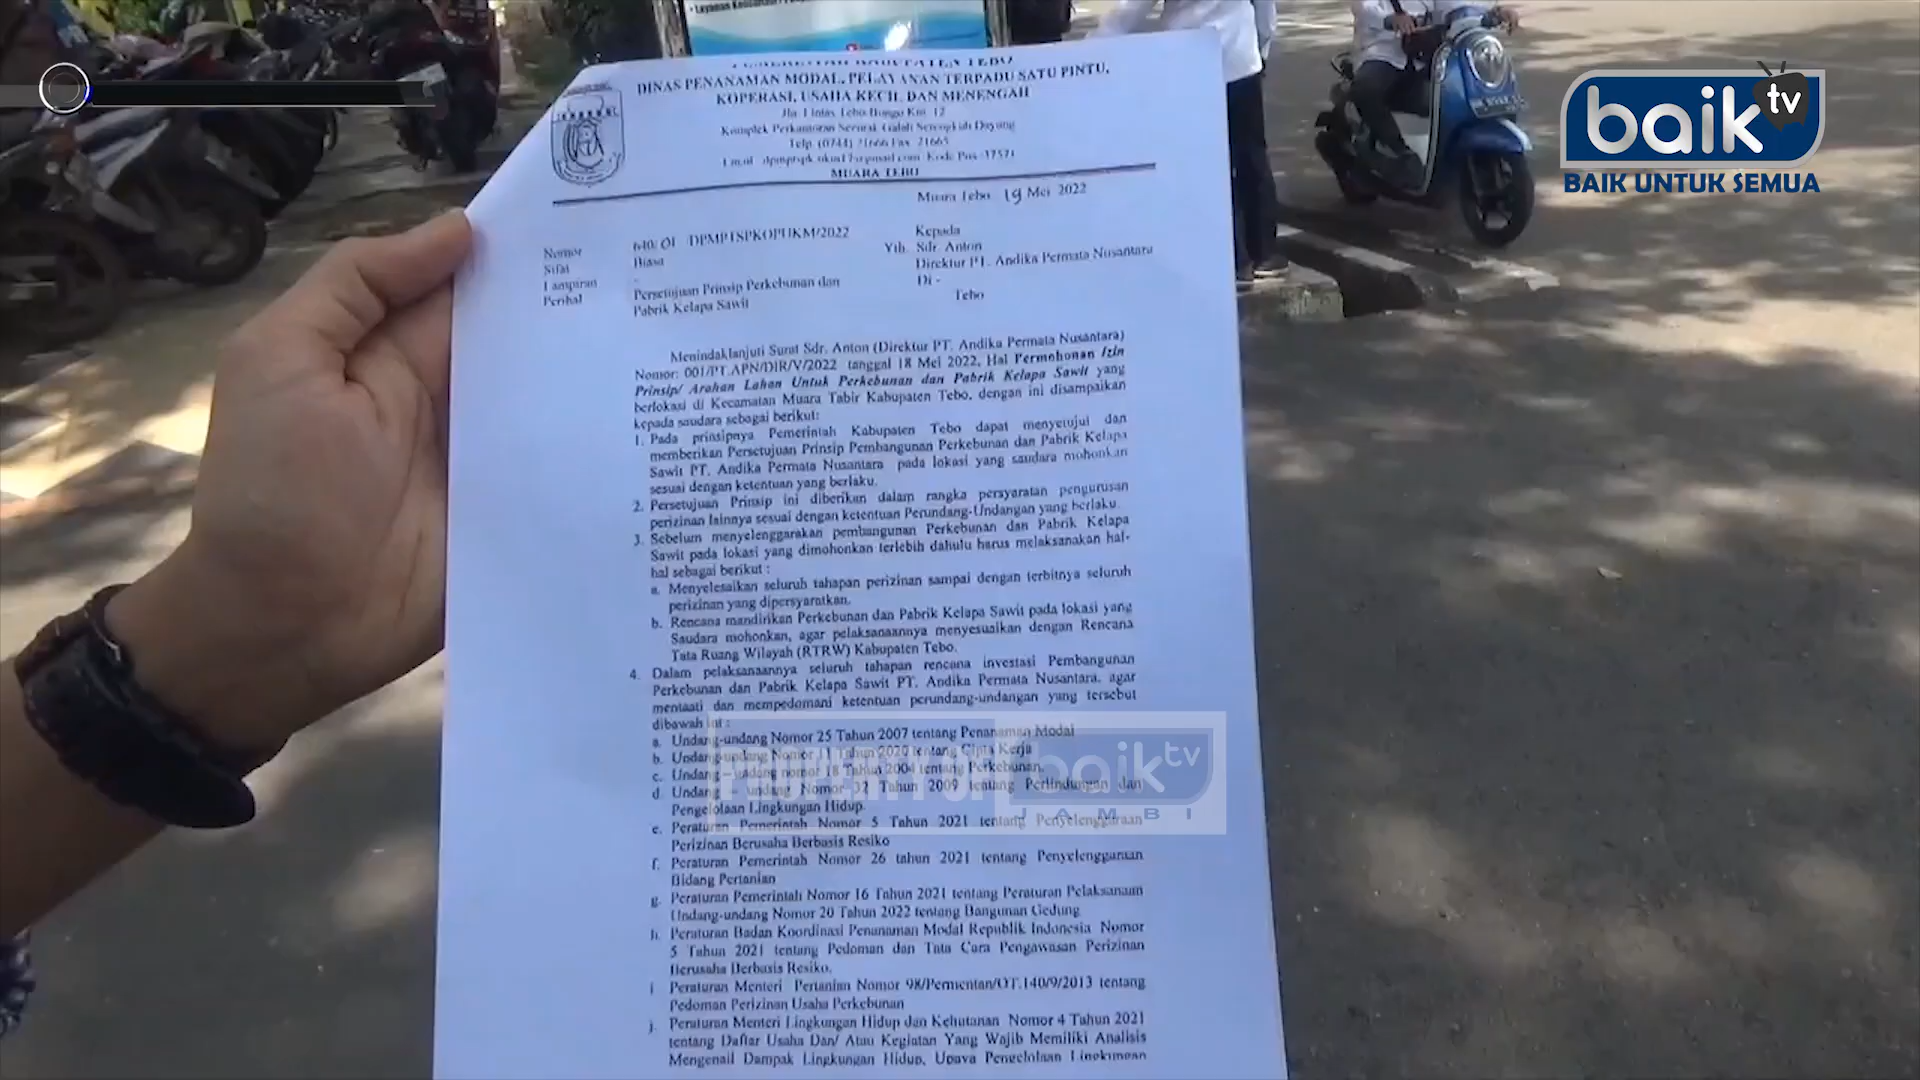 baik tv
BAIK UNTUK SEMUA
PEMERINTAH KABUPATEN TEBO
DINAS PENANAMAN MODAL, PELAYANAN TERPADU SATU PINTU,
KOPERASI, USAHA KECIL DAN MENENGAH
Jln. Lintas Tebo-Bungo Km. 12
Komplek Perkantoran Seentak Galah Serengkuh Dayung
Telp. (0744) 21666 Fax. 21665
MUARA TEBO
Muara Tebo 19 Mei 2022
Nomor 640/ 01 DPMPTSPKOPUKM/2022
Sifat Biasa
Lampiran -
Perihal Persetujuan Prinsip Perkebunan dan
Pabrik Kelapa Sawit
Kepada
Yth. Sdr. Anton
Direktur PT. Andika Permata Nusantara
Di -
Tebo
Menindaklanjuti Surat Sdr. Anton (Direktur PT. Andika Permata Nusantara)
Nomor: 001/PT.APN/DIR/V/2022 tanggal 18 Mei 2022, Hal Permohonan Izin
Prinsip/ Arahan Lahan Untuk Perkebunan dan Pabrik Kelapa Sawit yang
berlokasi di Kecamatan Muara Tabir Kabupaten Tebo, dengan ini disampaikan
kepada saudara sebagai berikut:
1. Pada prinsipnya Pemerintah Kabupaten Tebo dapat menyetujui dan
memberikan Persetujuan Prinsip Pembangunan Perkebunan dan Pabrik Kelapa
Sawit PT. Andika Permata Nusantara pada lokasi yang saudara mohonkan
sesuai dengan ketentuan yang berlaku.
2. Persetujuan Prinsip ini diberikan dalam rangka persyaratan pengurusan
perizinan lainnya sesuai dengan ketentuan Perundang-Undangan yang berlaku.
3. Sebelum menyelenggarakan pembangunan Perkebunan dan Pabrik Kelapa
Sawit pada lokasi yang dimohonkan terlebih dahulu harus melaksanakan hal-
hal sebagai berikut :
a. Menyelesaikan seluruh tahapan perizinan sampai dengan terbitnya seluruh
perizinan yang dipersyaratkan.
b. Rencana mandirikan Perkebunan dan Pabrik Kelapa Sawit pada lokasi yang
Saudara mohonkan, agar pelaksanaannya menyesuaikan dengan Rencana
Tata Ruang Wilayah (RTRW) Kabupaten Tebo.
4. Dalam pelaksanaannya seluruh tahapan rencana investasi Pembangunan
Perkebunan dan Pabrik Kelapa Sawit PT. Andika Permata Nusantara, agar
mentaati dan mempedomani ketentuan perundang-undangan yang tersebut
dibawah ini :
a. Undang-undang Nomor 25 Tahun 2007 tentang Penanaman Modal
b. Undang-undang Nomor 11 Tahun 2020 tentang Cipta Kerja
c. Undang – undang nomor 18 Tahun 2004 tentang Perkebunan.
d. Undang – undang Nomor 32 Tahun 2009 tentang Perlindungan dan
Pengelolaan Lingkungan Hidup.
e. Peraturan Pemerintah Nomor 5 Tahun 2021 tentang Penyelenggaraan
Perizinan Berusaha Berbasis Resiko
f. Peraturan Pemerintah Nomor 26 tahun 2021 tentang Penyelenggaraan
Bidang Pertanian
g. Peraturan Pemerintah Nomor 16 Tahun 2021 tentang Peraturan Pelaksanaan
Undang-undang Nomor 20 Tahun 2022 tentang Bangunan Gedung
h. Peraturan Badan Koordinasi Penanaman Modal Republik Indonesia Nomor
5 Tahun 2021 tentang Pedoman dan Tata Cara Pengawasan Perizinan
Berusaha Berbasis Resiko.
i Peraturan Menteri Pertanian Nomor 98/Permentan/OT.140/9/2013 tentang
Pedoman Perizinan Usaha Perkebunan
j. Peraturan Menteri Lingkungan Hidup dan Kehutanan Nomor 4 Tahun 2021
tentang Daftar Usaha Dan/ Atau Kegiatan Yang Wajib Memiliki Analisis
Mengenail Dampak Lingkungan Hidup, Upaya Pengelolaan Lingkungan
baik tv
JAMBI